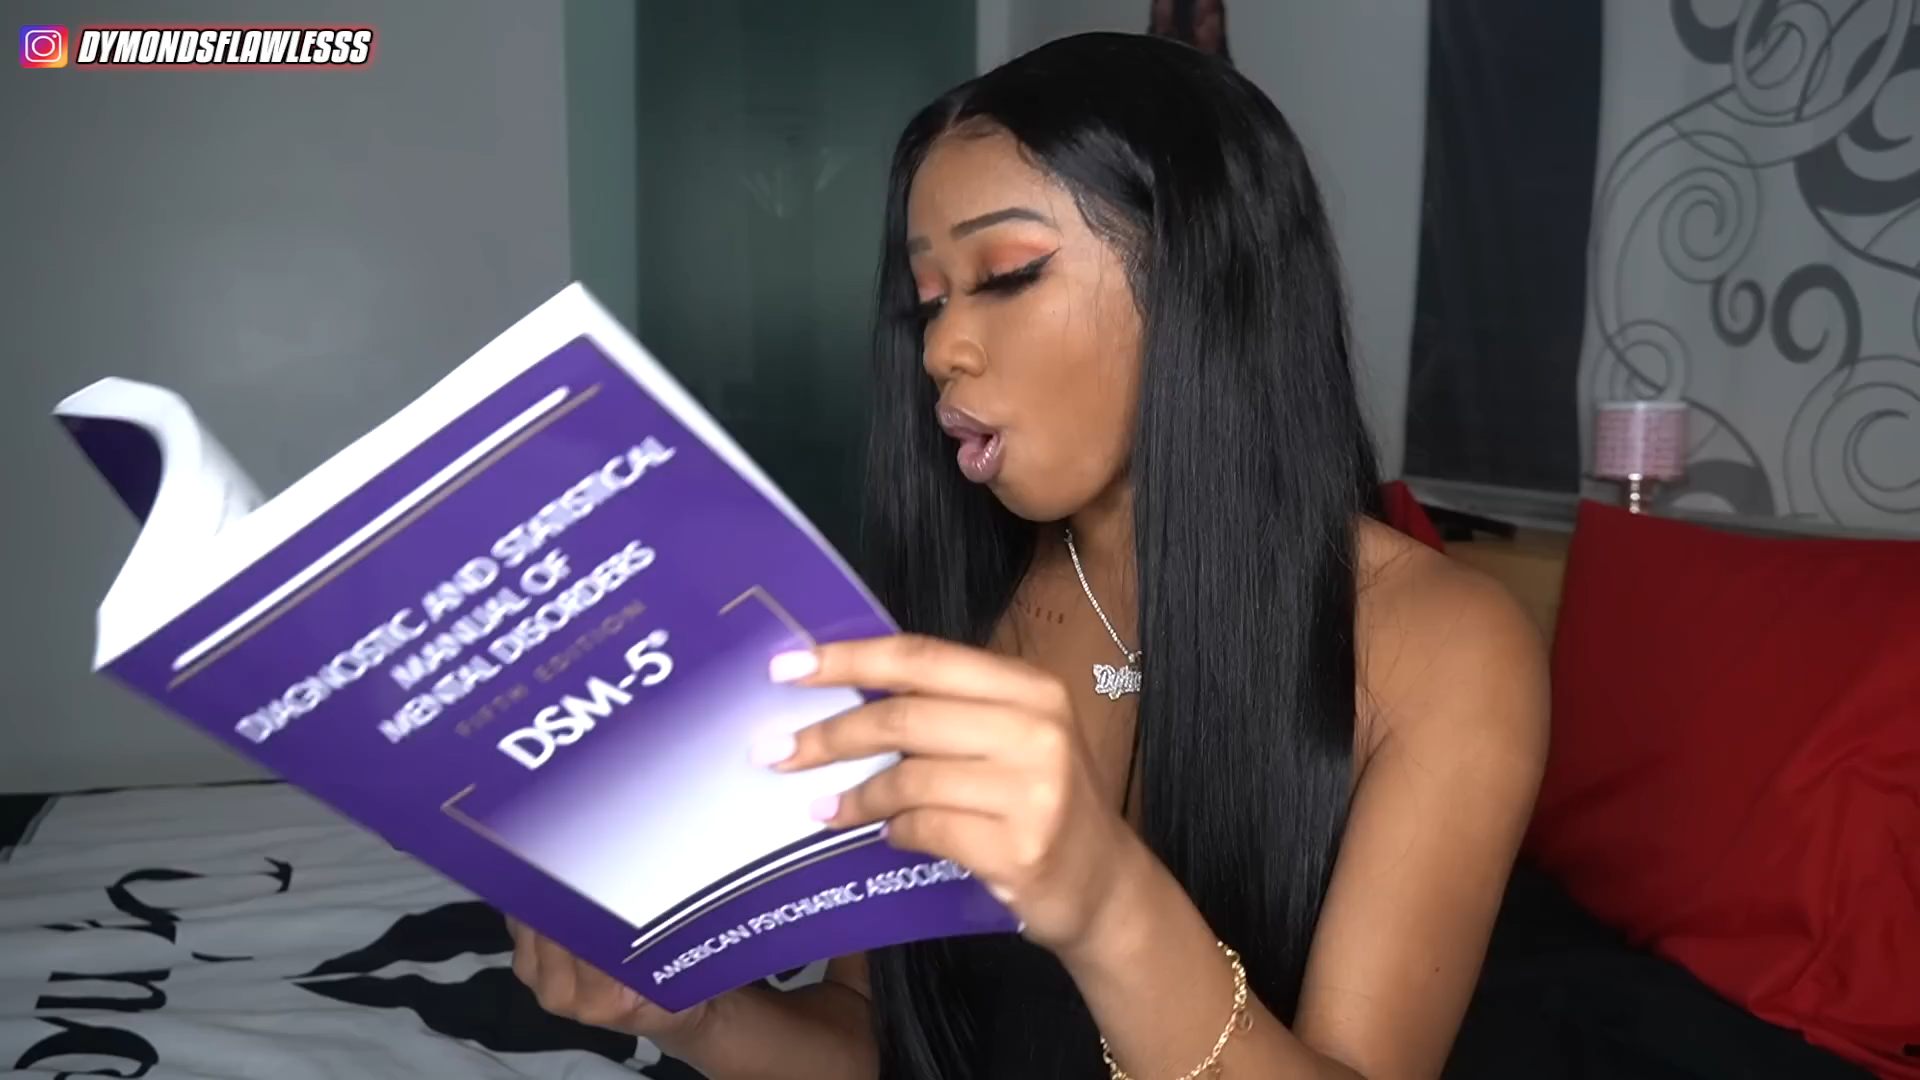 DYMONDSFLAWLESSS
DIAGNOSTIC AND STATISTICAL
MANUAL OF
MENTAL DISORDERS
FIFTH EDITION
DSM-5®
AMERICAN PSYCHIATRIC ASSOCIATION